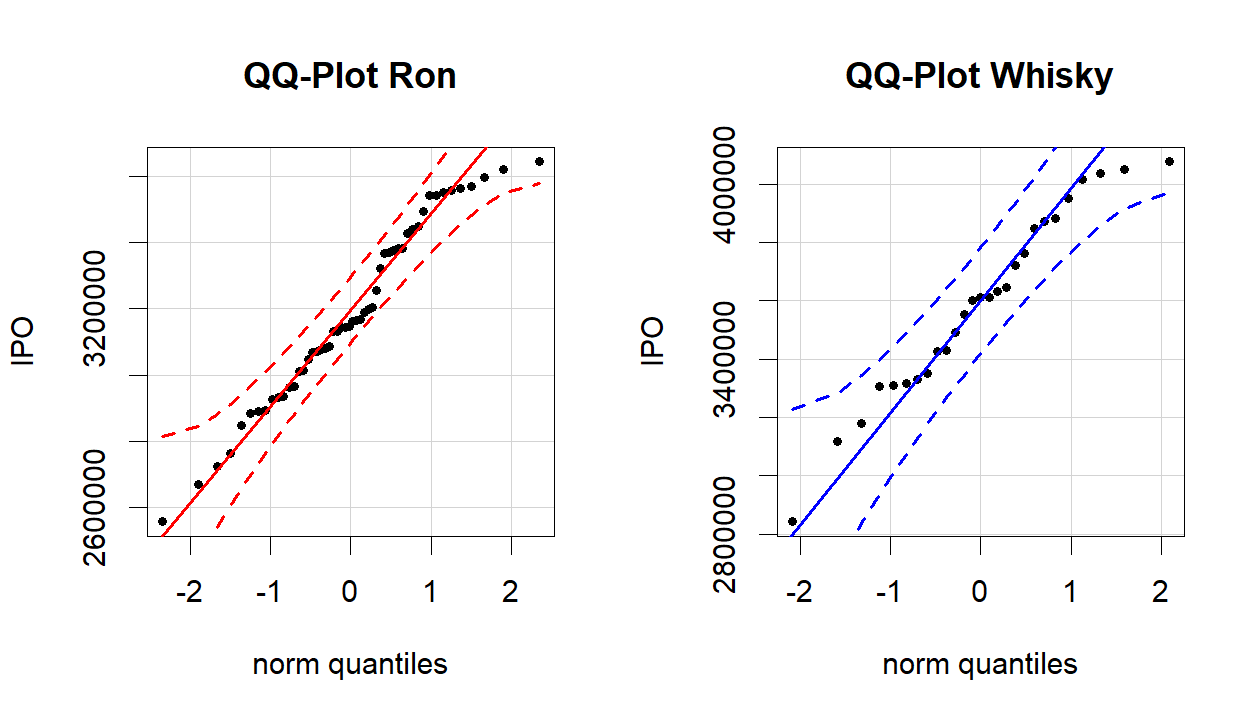 QQ-Plot Ron
IPO
2600000
3200000
-2 -1 0 1 2
norm quantiles
QQ-Plot Whisky
IPO
2800000
3400000
4000000
-2 -1 0 1 2
norm quantiles